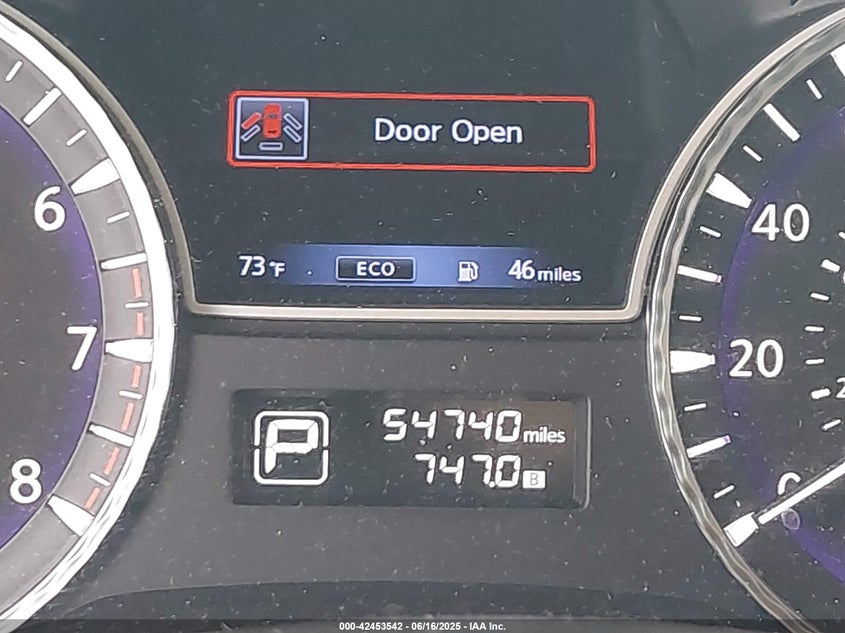 Door Open
73°F ECO 46 miles
6
7
8
40
20
0
P
54740 miles
747.0 B
000-42453542 - 06/16/2025 - IAA Inc.